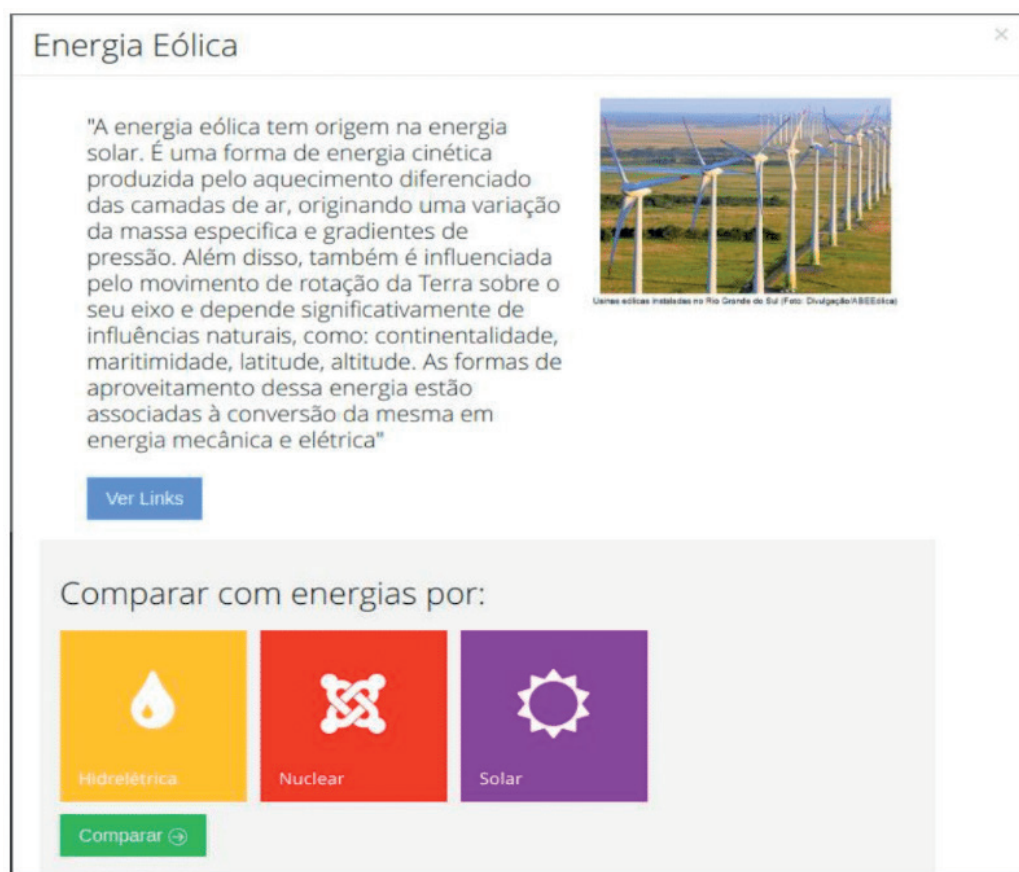 Energia Eólica
"A energia eólica tem origem na energia
solar. É uma forma de energia cinética
produzida pelo aquecimento diferenciado
das camadas de ar, originando uma variação
da massa especifica e gradientes de
pressão. Além disso, também é influenciada
pelo movimento de rotação da Terra sobre o
seu eixo e depende significativamente de
influências naturais, como: continentalidade,
maritimidade, latitude, altitude. As formas de
aproveitamento dessa energia estão
associadas à conversão da mesma em
energia mecânica e elétrica"
Usinas eólicas instaladas no Rio Grande do Sul (Foto: Divulgação/ABEEólica)
Ver Links
Comparar com energias por:
Hidrelétrica
Nuclear
Solar
Comparar